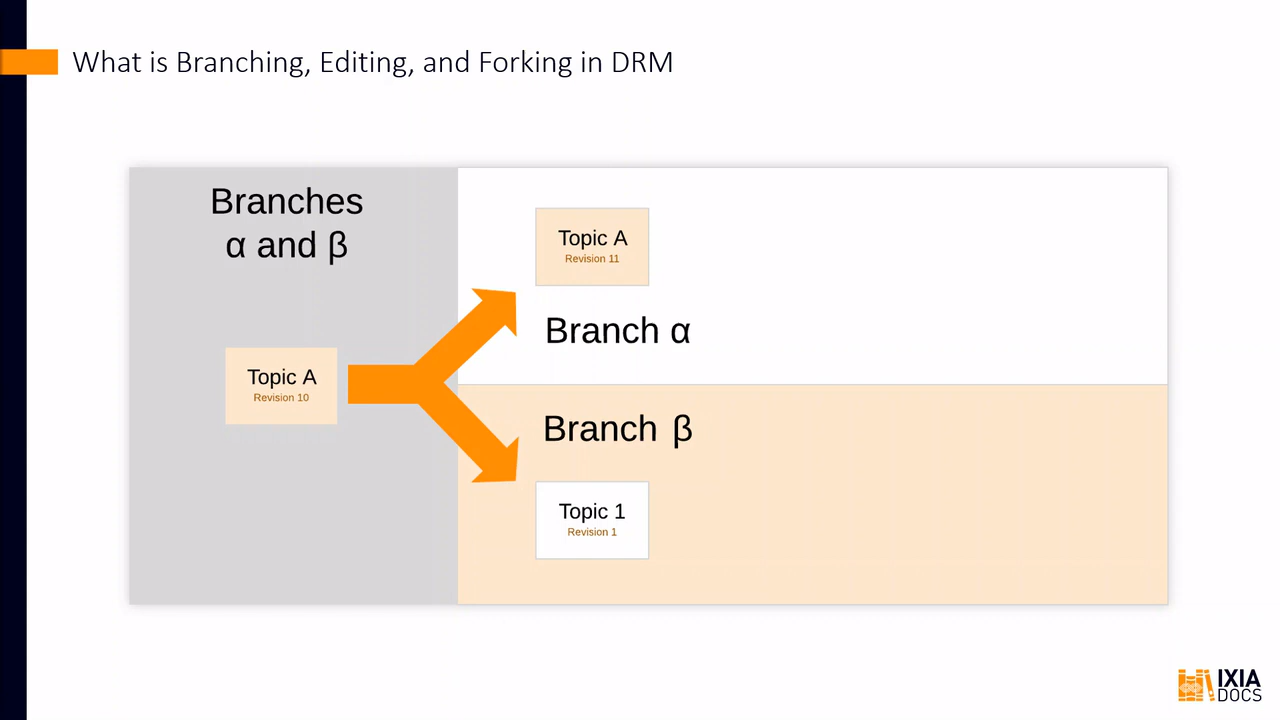 What is Branching, Editing, and Forking in DRM
Branches
α and β
Topic A
Revision 10
Topic A
Revision 11
Branch α
Branch β
Topic 1
Revision 1
IXIA
DOCS